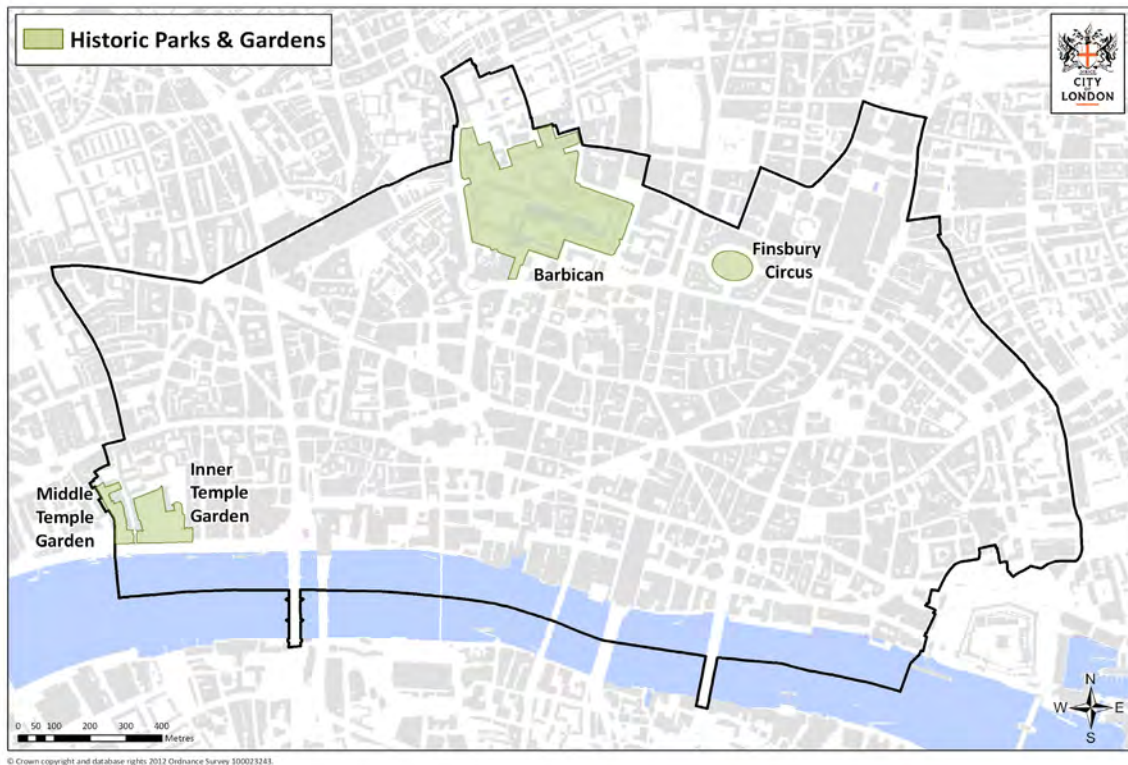 Historic Parks & Gardens
CITY
OF
LONDON
Finsbury
Circus
Barbican
Inner
Temple
Garden
Middle
Temple
Garden
N
W E
S
0 50 100 200 300 400
Metres
© Crown copyright and database rights 2012 Ordnance Survey 100023243.